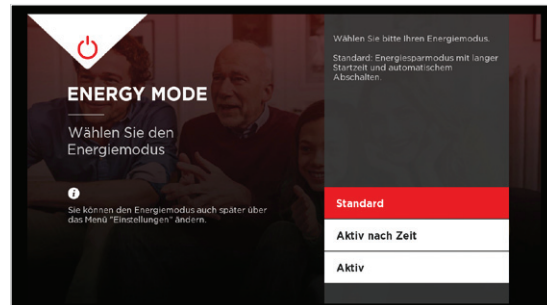 ENERGY MODE
Wählen Sie den
Energiemodus
Sie können den Energiemodus auch später über
das Menü "Einstellungen" ändern.
Wählen Sie bitte Ihren Energiemodus.
Standard: Energiesparmodus mit langer
Startzeit und automatischem
Abschalten.
Standard
Aktiv nach Zeit
Aktiv